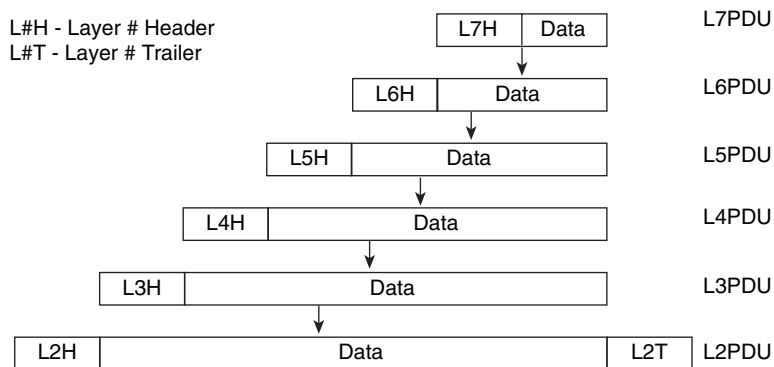 L#H - Layer # Header
L#T - Layer # Trailer
L7H Data L7PDU
L6H Data L6PDU
L5H Data L5PDU
L4H Data L4PDU
L3H Data L3PDU
L2H Data L2T L2PDU